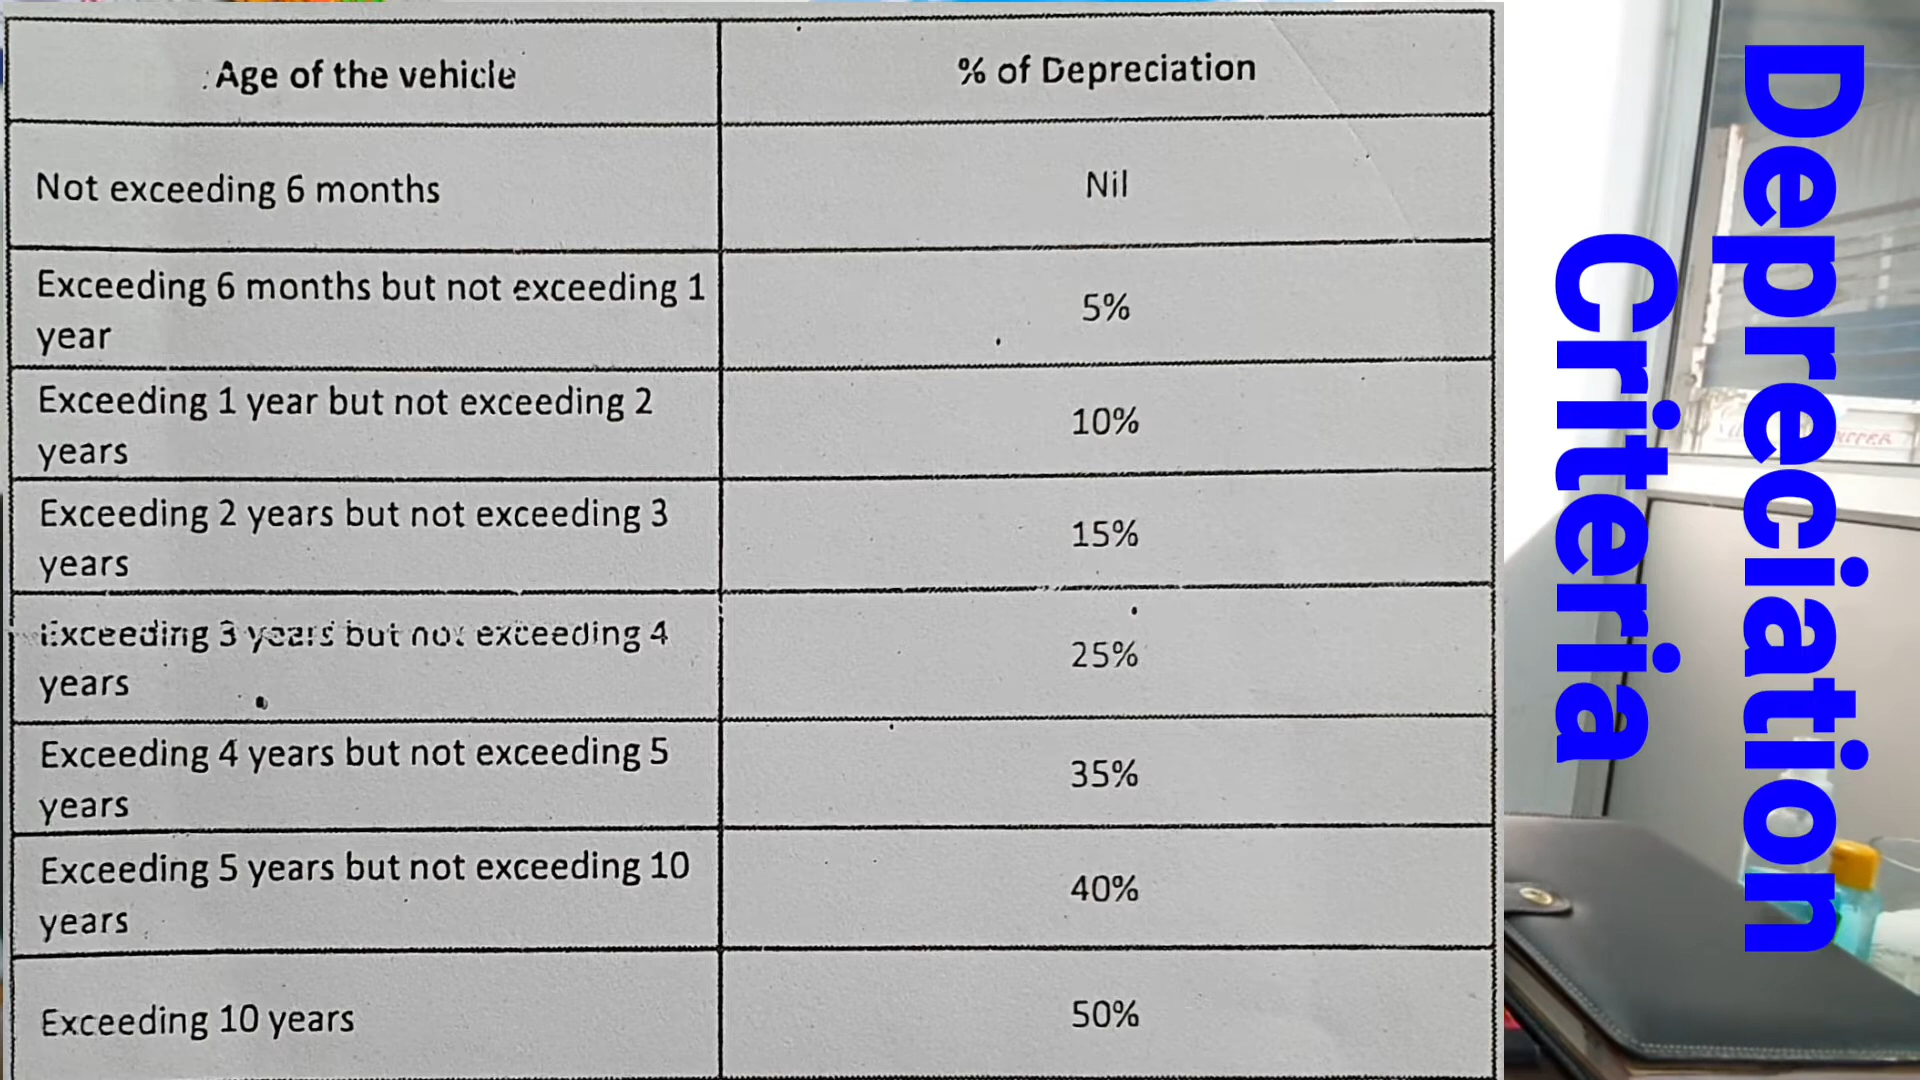 Age of the vehicle
% of Depreciation
Not exceeding 6 months
Nil
Exceeding 6 months but not exceeding 1
year
5%
Exceeding 1 year but not exceeding 2
years
10%
Exceeding 2 years but not exceeding 3
years
15%
Exceeding 3 years but not exceeding 4
years
25%
Exceeding 4 years but not exceeding 5
years
35%
Exceeding 5 years but not exceeding 10
years
40%
Exceeding 10 years
50%
Depreciation
Criteria